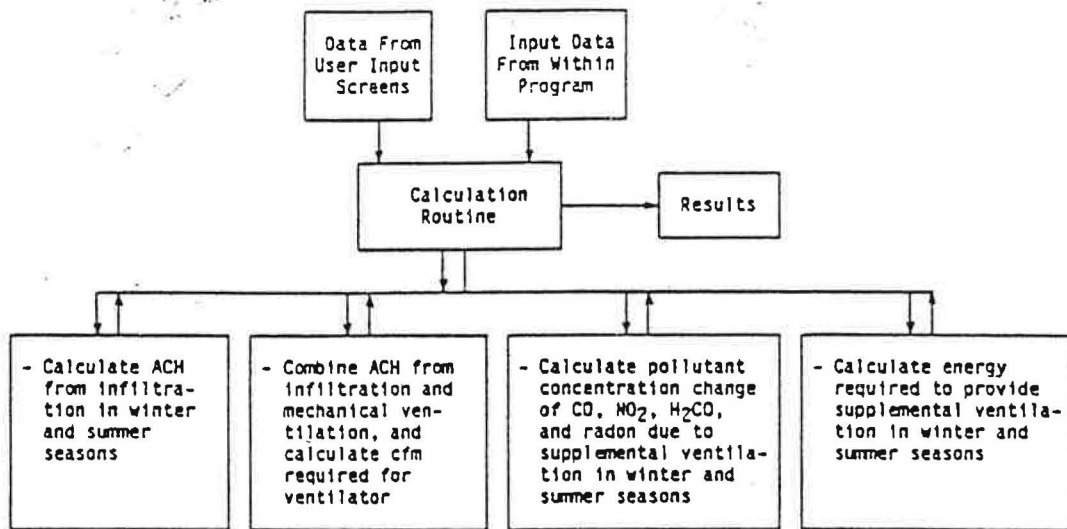 Data From
User Input
Screens
Input Data
From Within
Program
Calculation
Routine
Results
- Calculate ACH
from infiltra-
tion in winter
and summer
seasons
- Combine ACH from
infiltration and
mechanical ven-
tilation, and
calculate cfm
required for
ventilator
- Calculate pollutant
concentration change
of CO, NO2, H2CO,
and radon due to
supplemental ventila-
tion in winter and
summer seasons
- Calculate energy
required to provide
supplemental ventila-
tion in winter and
summer seasons